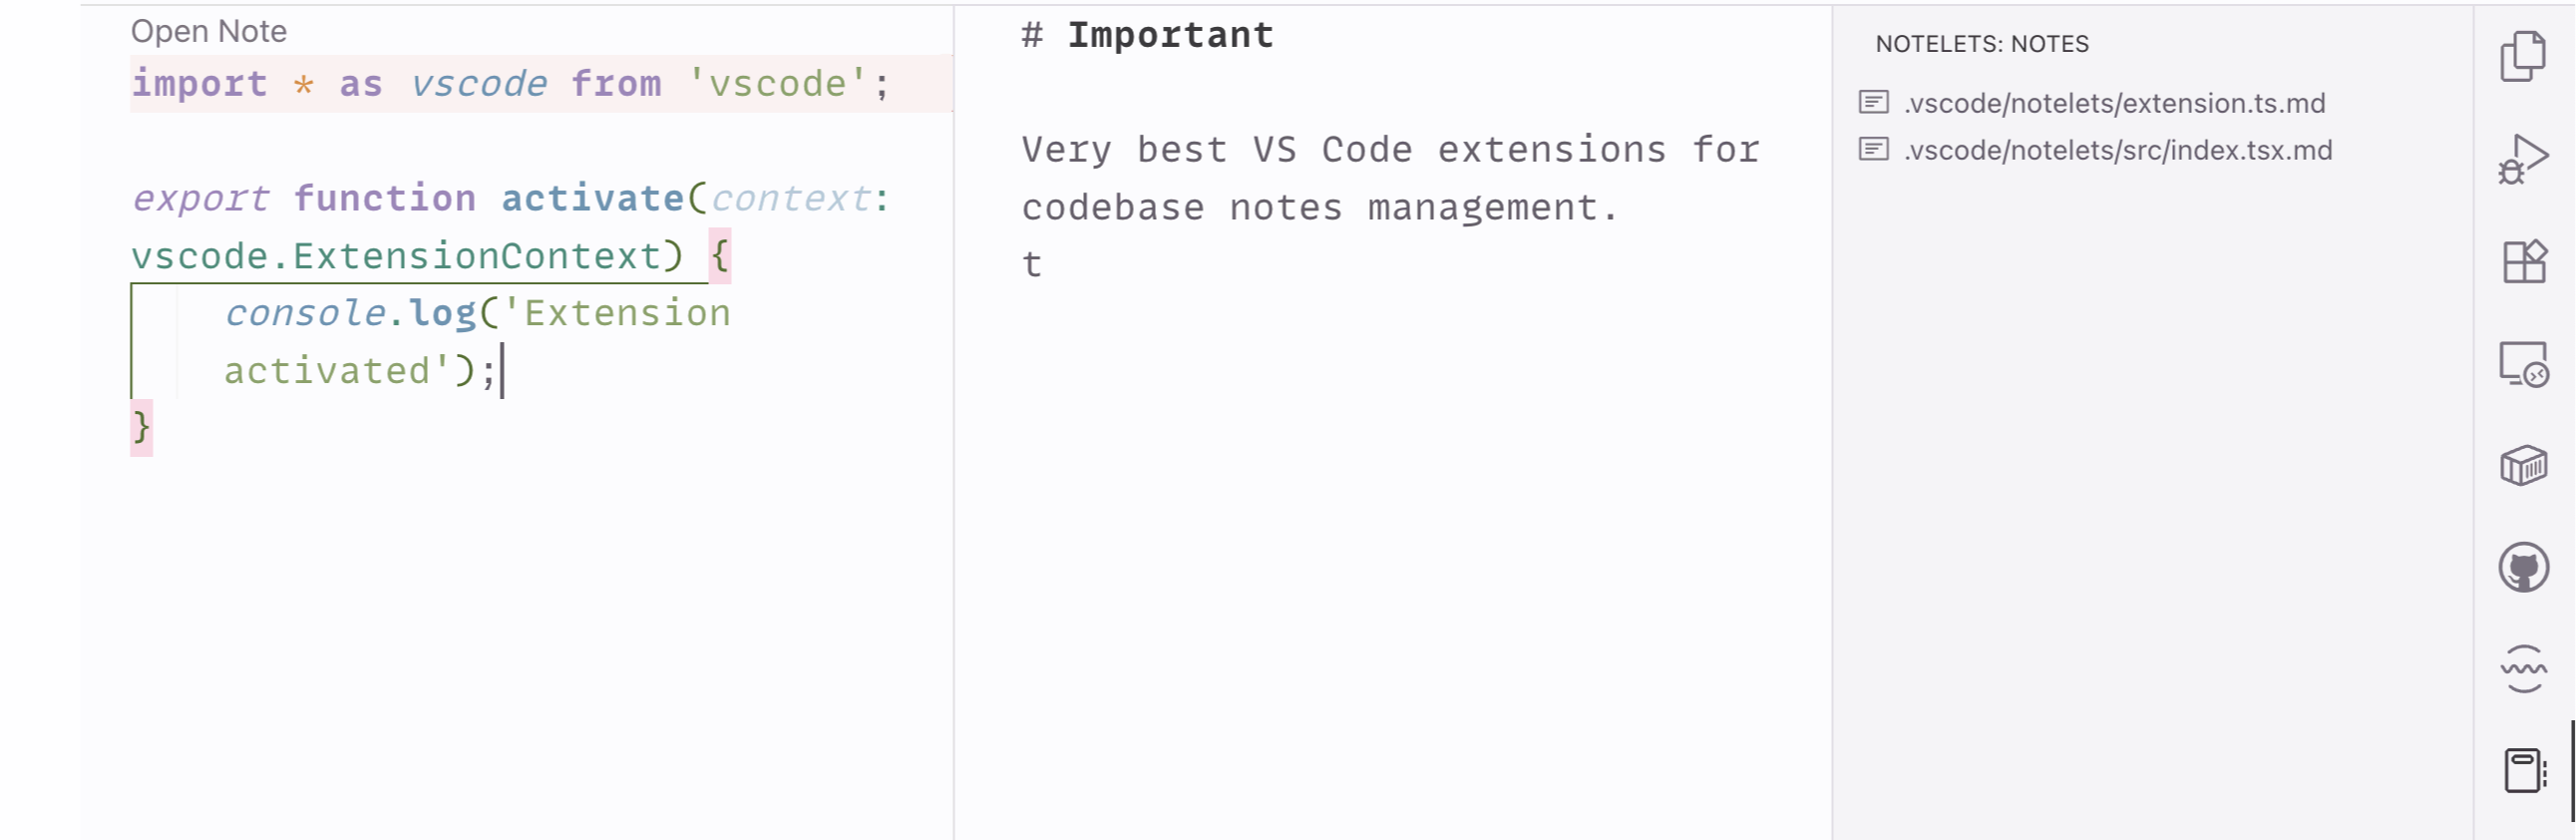 Open Note
import * as vscode from 'vscode';
export function activate(context:
vscode.ExtensionContext) {
console.log('Extension
activated');
}
# Important
Very best VS Code extensions for
codebase notes management.
t
NOTELETS: NOTES
.vscode/notelets/extension.ts.md
.vscode/notelets/src/index.tsx.md